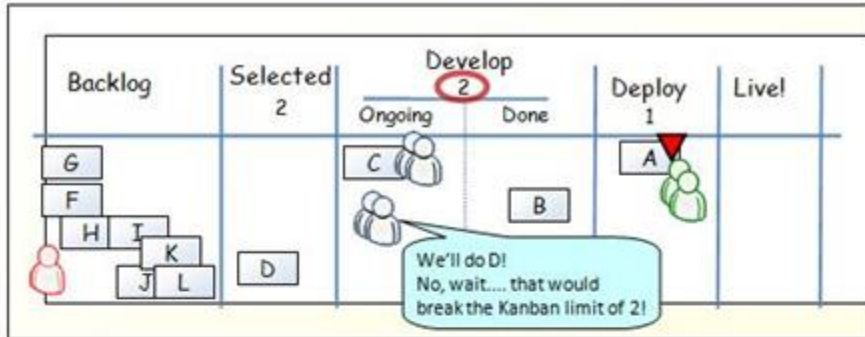 Backlog
Selected
2
Develop
2
Ongoing
Done
Deploy
1
Live!
G
F
H
I
K
J
L
D
C
B
A
We'll do D!
No, wait.... that would
break the Kanban limit of 2!